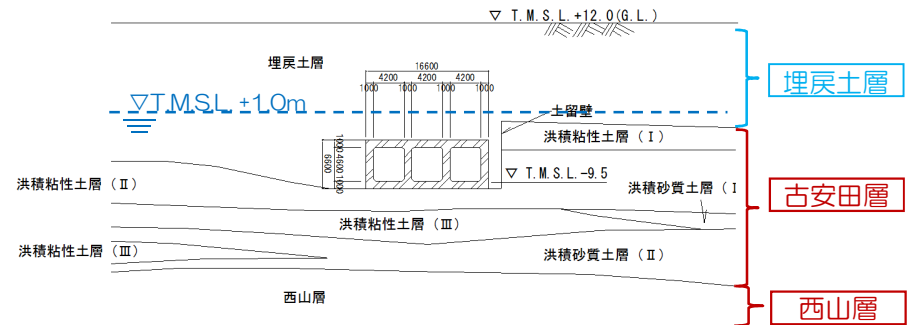 ▽ T.M.S.L.+12.0(G.L.)
埋戻土層
16600
4200 4200 4200
1000 1000 1000 1000
▽T.M.S.L. +1.0m
土留壁
洪積粘性土層（Ⅰ）
6600
1000 4600 1000
▽ T.M.S.L.-9.5
洪積粘性土層（Ⅱ）
洪積砂質土層（Ⅰ
洪積粘性土層（Ⅲ）
洪積粘性土層（Ⅲ）
洪積砂質土層（Ⅱ）
西山層
埋戻土層
古安田層
西山層